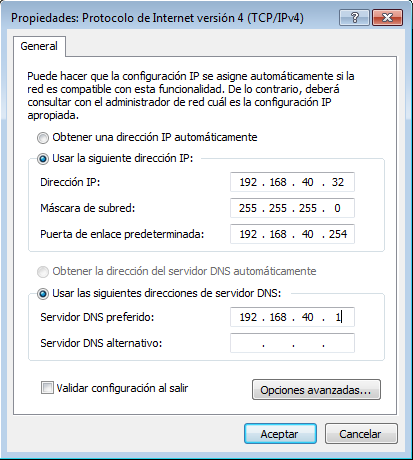 Propiedades: Protocolo de Internet versión 4 (TCP/IPv4)
General
Puede hacer que la configuración IP se asigne automáticamente si la
red es compatible con esta funcionalidad. De lo contrario, deberá
consultar con el administrador de red cuál es la configuración IP
apropiada.
Obtener una dirección IP automáticamente
Usar la siguiente dirección IP:
Dirección IP: 192 . 168 . 40 . 32
Máscara de subred: 255 . 255 . 255 . 0
Puerta de enlace predeterminada: 192 . 168 . 40 . 254
Obtener la dirección del servidor DNS automáticamente
Usar las siguientes direcciones de servidor DNS:
Servidor DNS preferido: 192 . 168 . 40 . 1
Servidor DNS alternativo: . . .
Validar configuración al salir
Opciones avanzadas...
Aceptar Cancelar